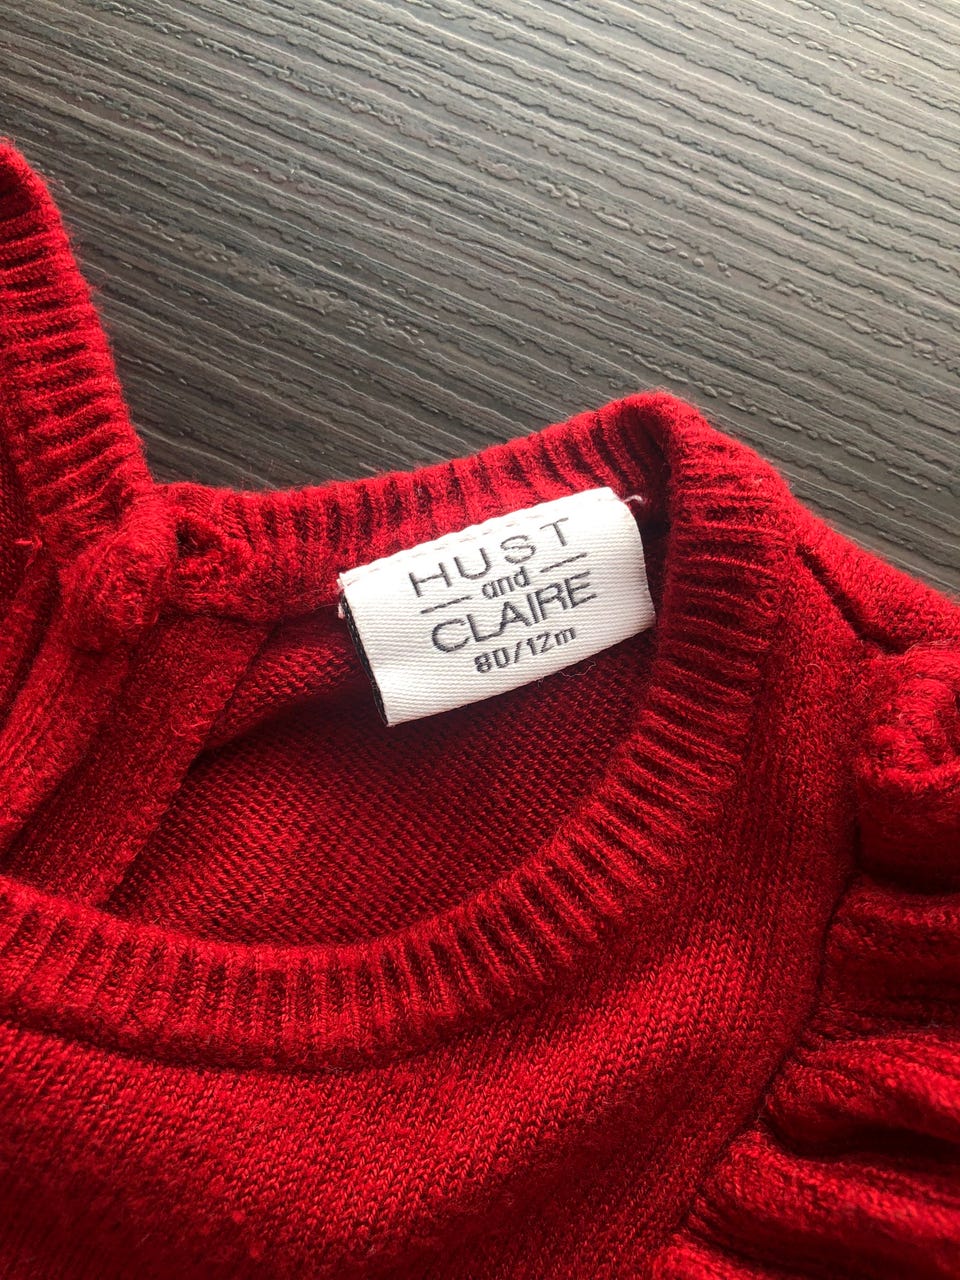 HUST
and
CLAIRE
80/12m